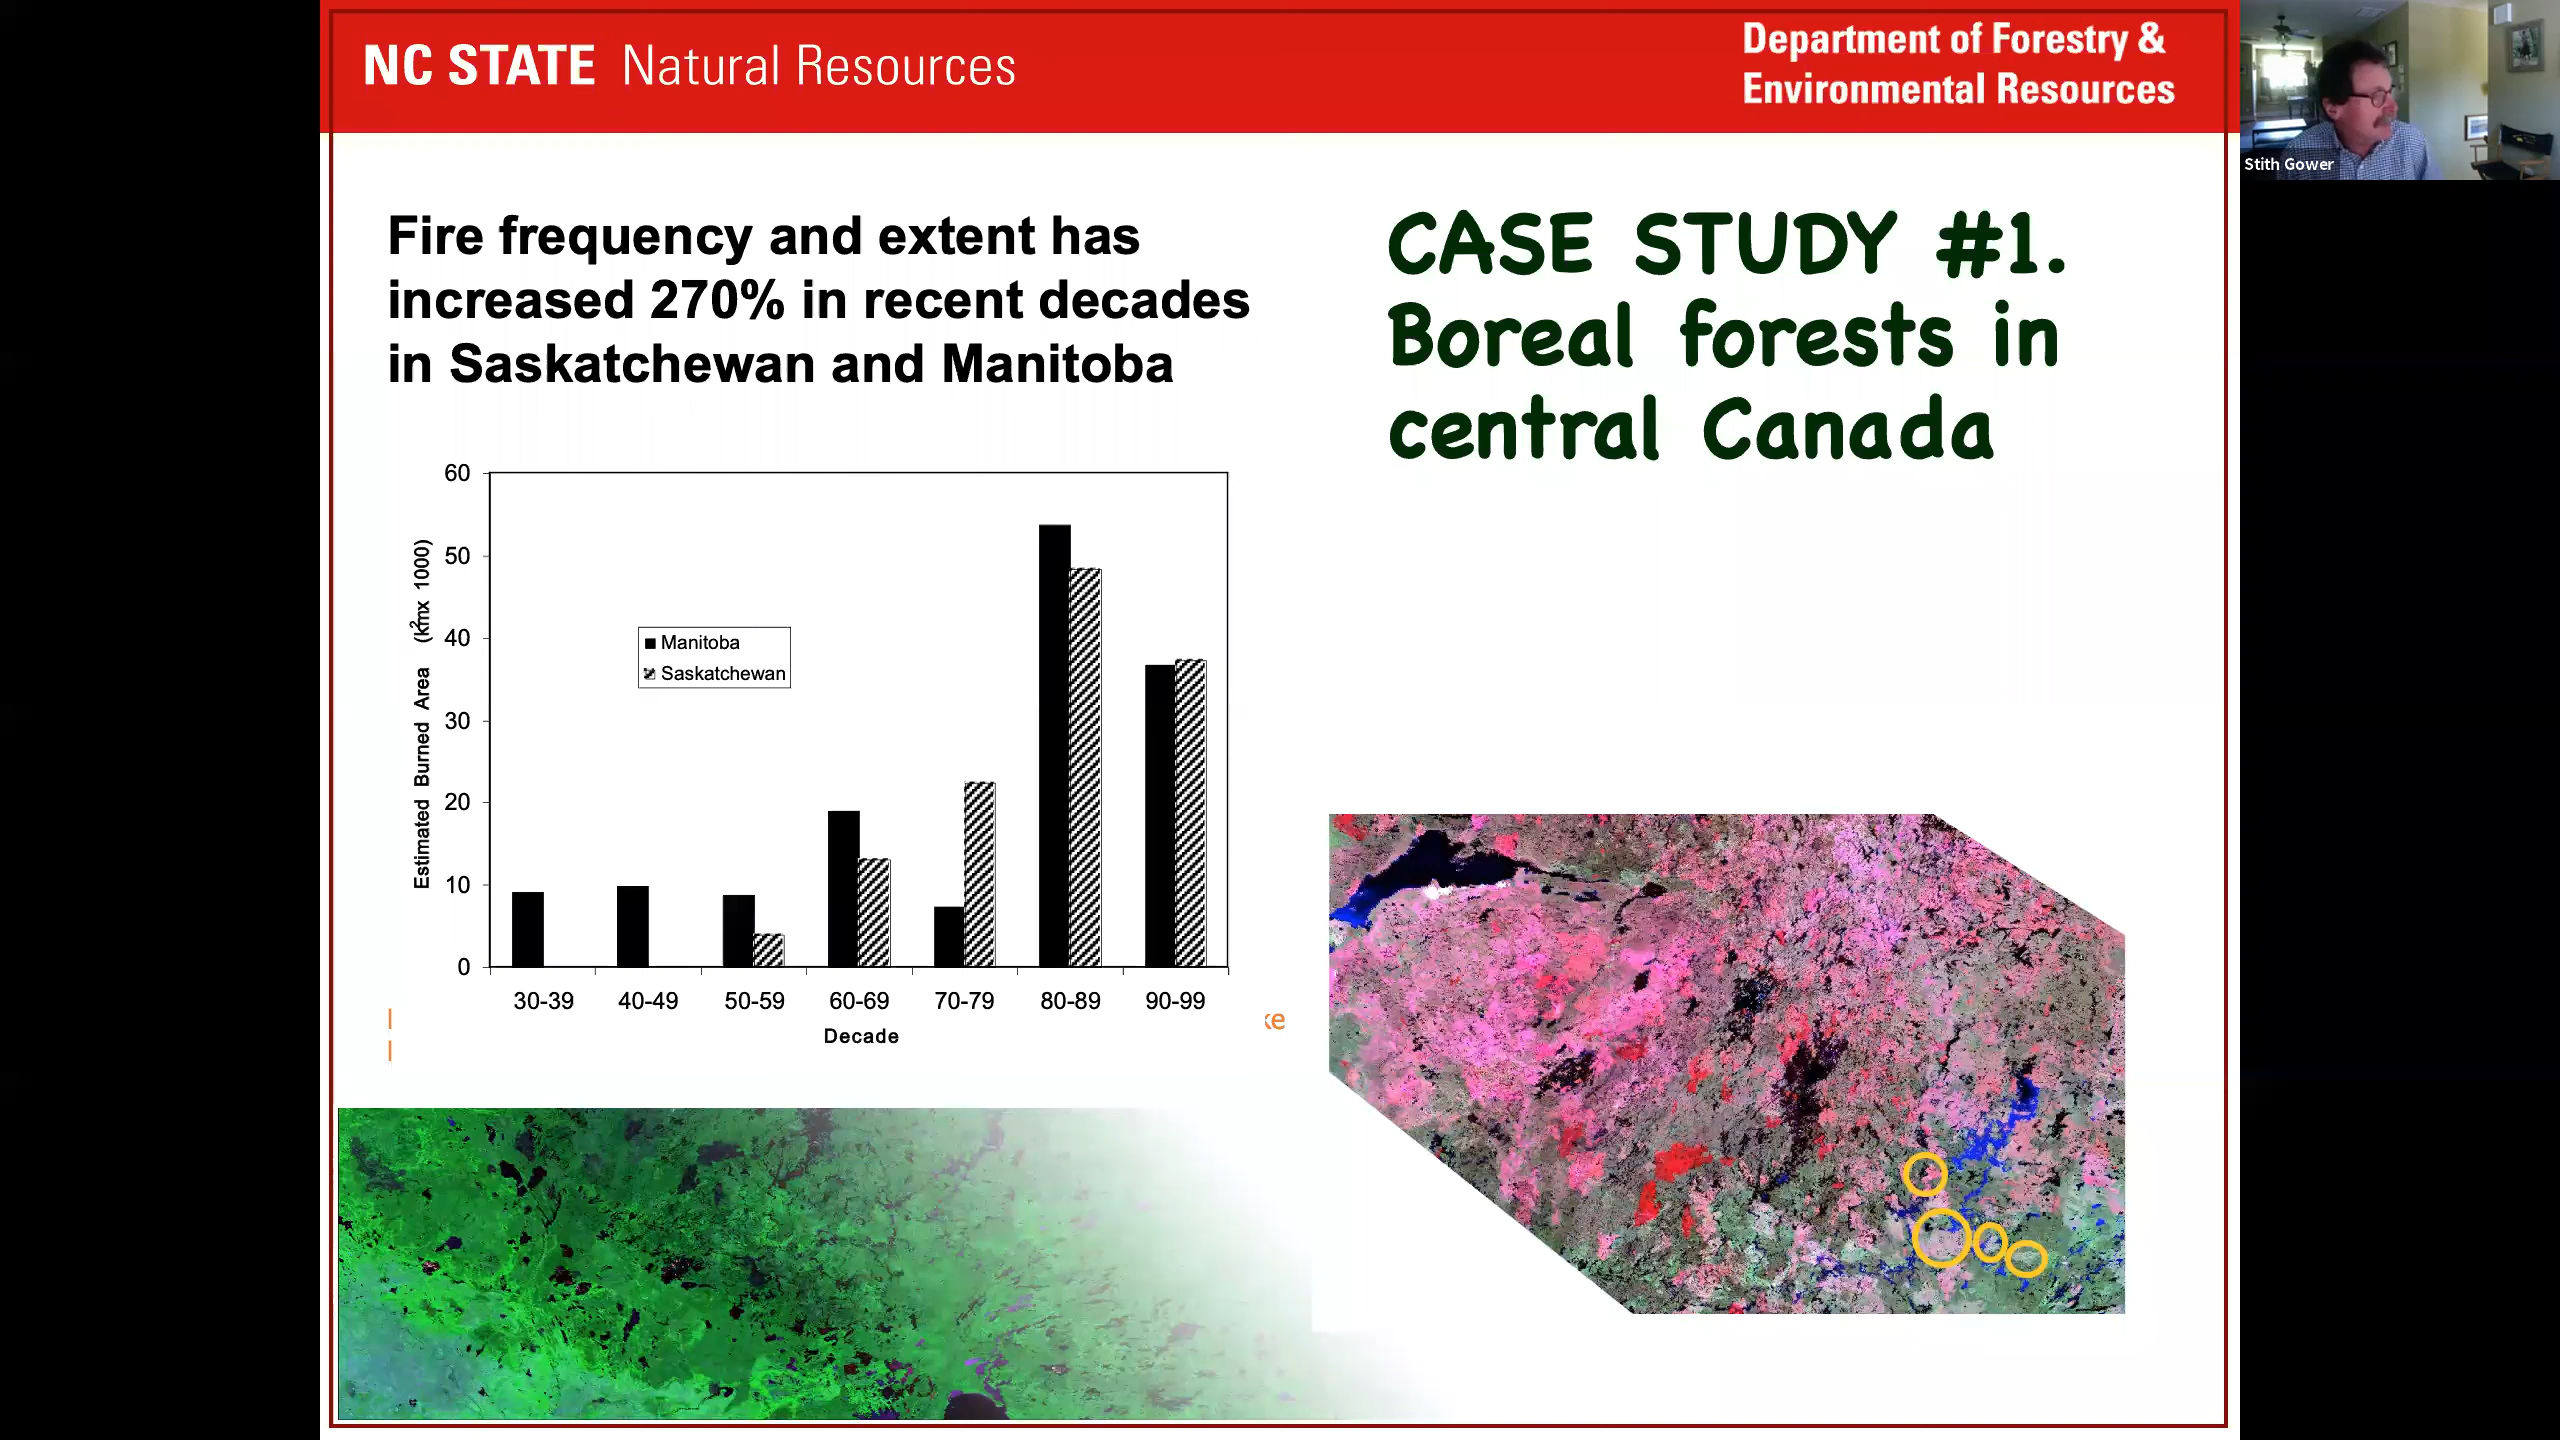 NC STATE Natural Resources
Department of Forestry &
Environmental Resources
Stith Gower
Fire frequency and extent has
increased 270% in recent decades
in Saskatchewan and Manitoba
CASE STUDY #1.
Boreal forests in
central Canada
60
50
40
30
20
10
0
Estimated Burned Area (km2 x 1000)
Manitoba
Saskatchewan
30-39 40-49 50-59 60-69 70-79 80-89 90-99
Decade